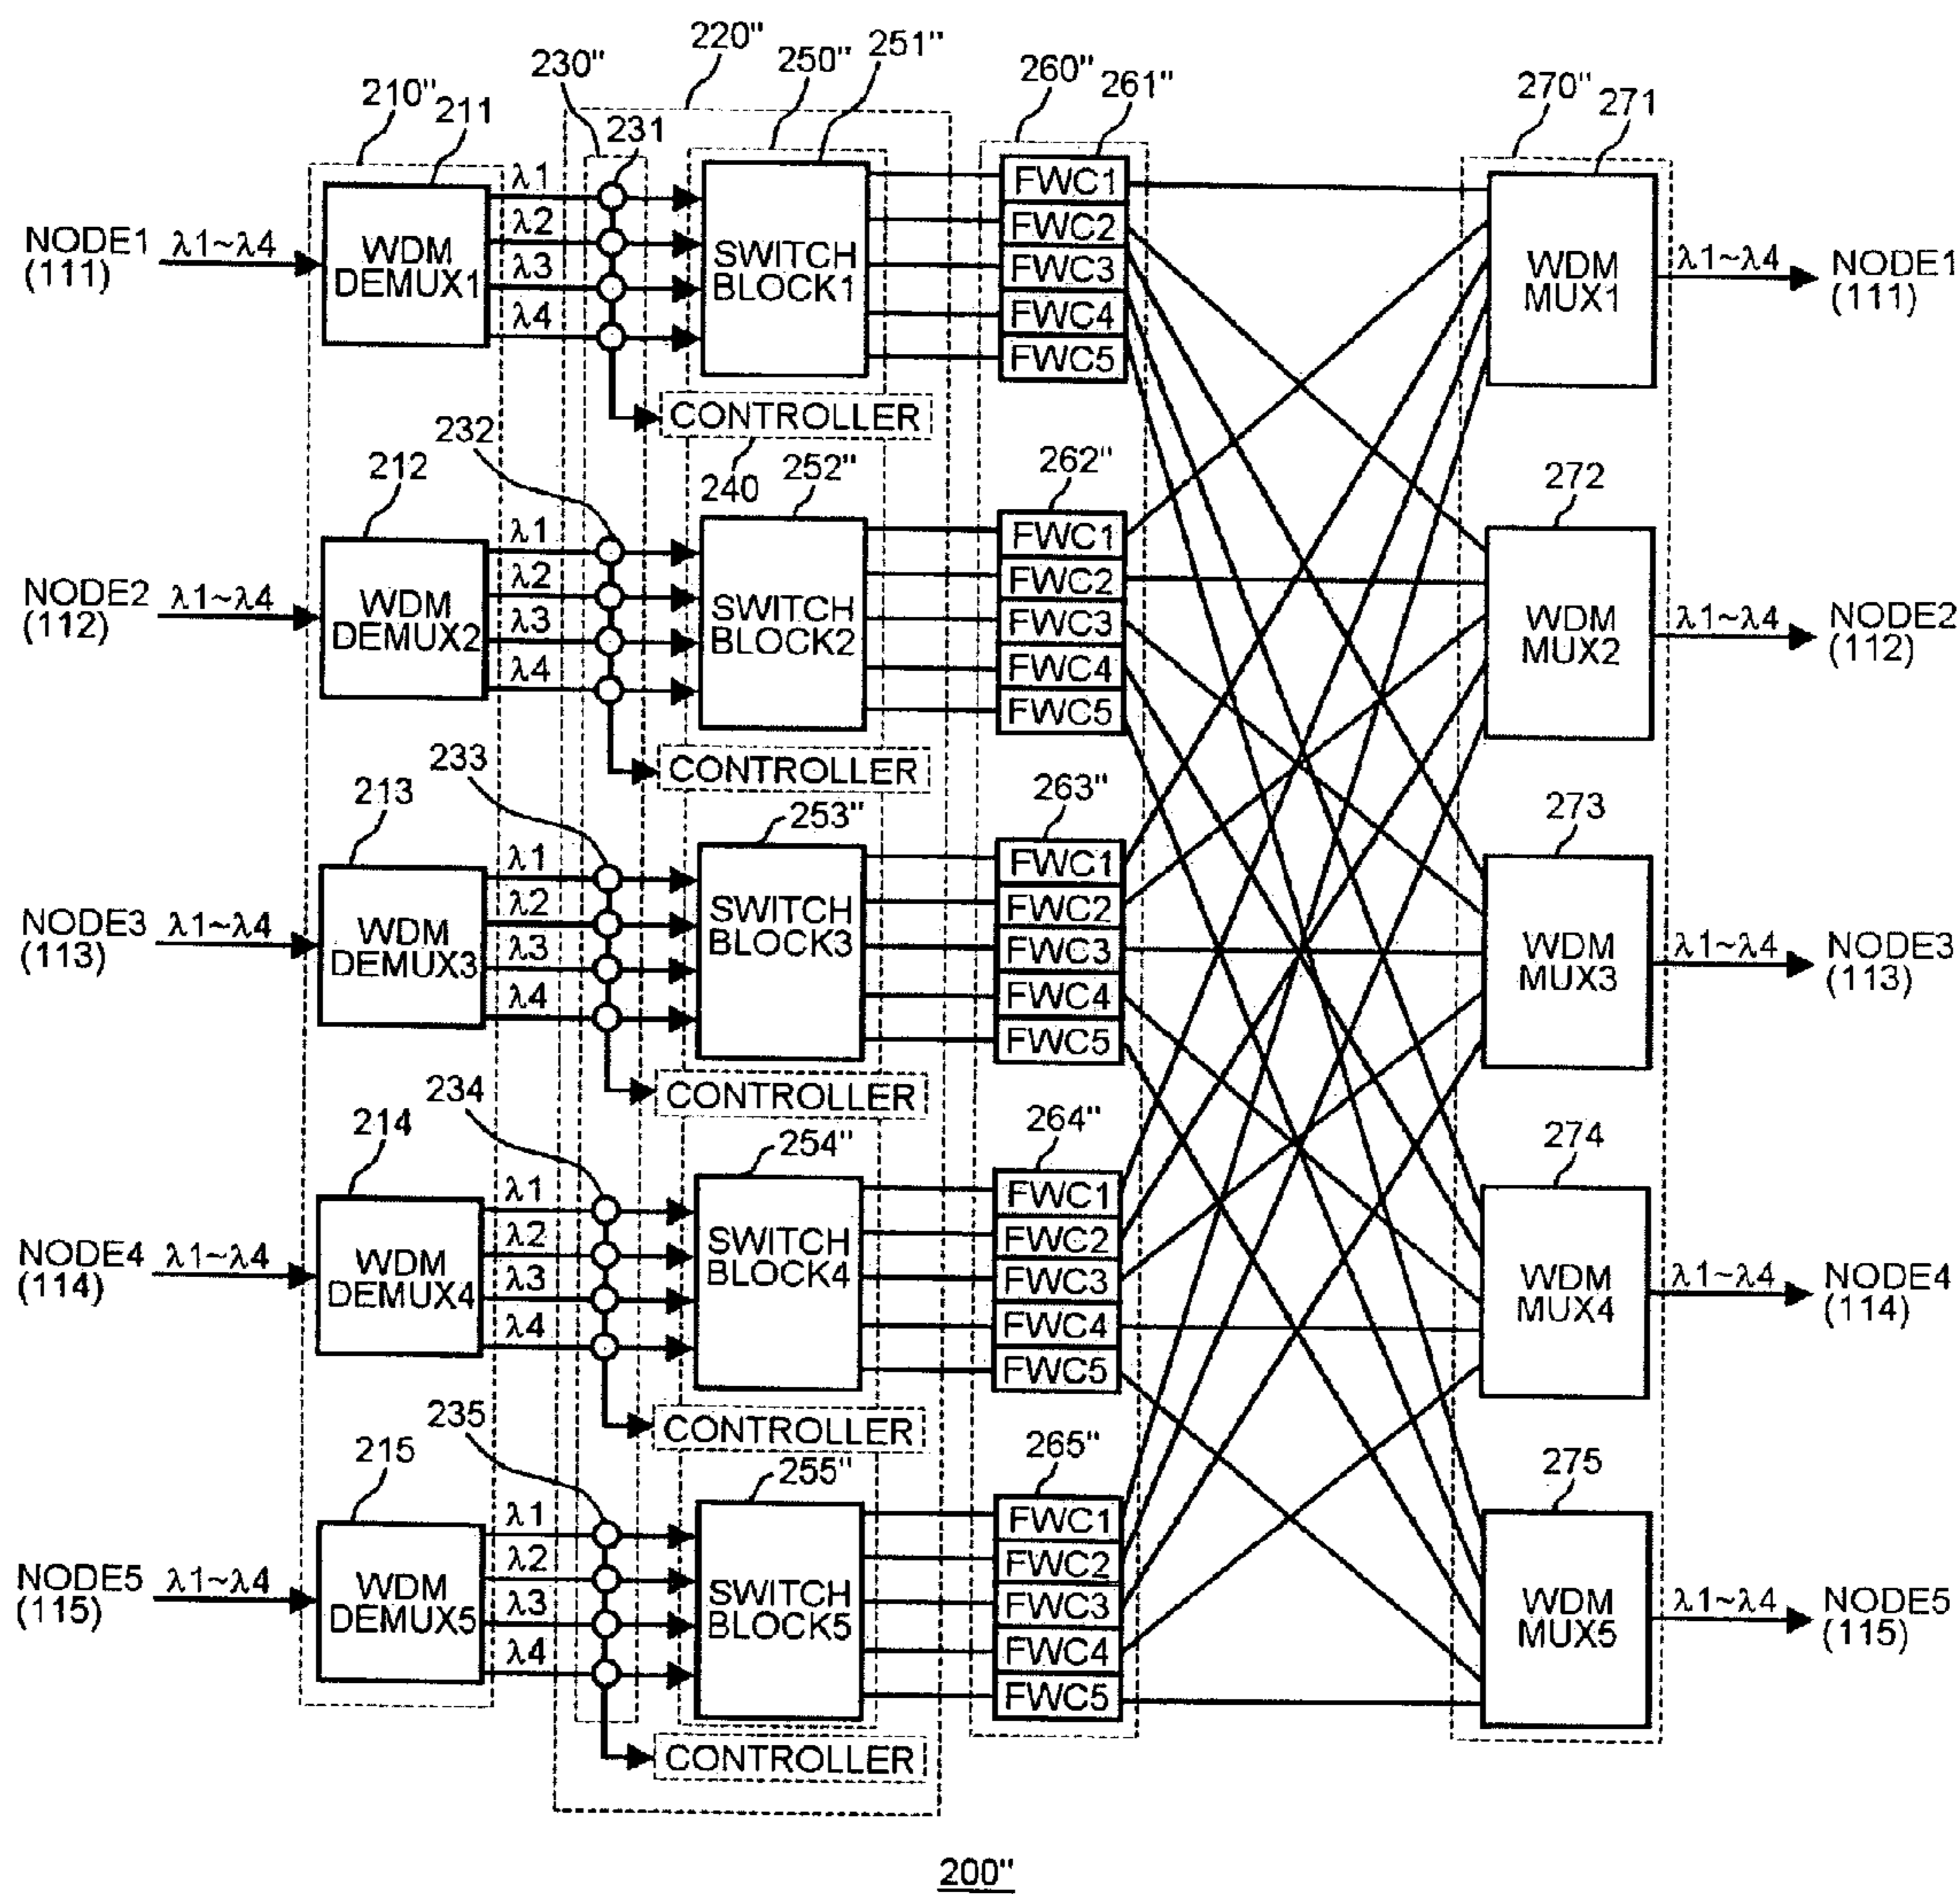 220"
250"
251"
230"
260"
261"
210"
211
231
270"
271
NODE1
(111)
λ1~λ4
WDM
DEMUX1
λ1
λ2
λ3
λ4
SWITCH
BLOCK1
FWC1
FWC2
FWC3
FWC4
FWC5
WDM
MUX1
λ1~λ4
NODE1
(111)
CONTROLLER
240
212
232
252"
262"
272
NODE2
(112)
λ1~λ4
WDM
DEMUX2
λ1
λ2
λ3
λ4
SWITCH
BLOCK2
FWC1
FWC2
FWC3
FWC4
FWC5
WDM
MUX2
λ1~λ4
NODE2
(112)
CONTROLLER
213
233
253"
263"
273
NODE3
(113)
λ1~λ4
WDM
DEMUX3
λ1
λ2
λ3
λ4
SWITCH
BLOCK3
FWC1
FWC2
FWC3
FWC4
FWC5
WDM
MUX3
λ1~λ4
NODE3
(113)
CONTROLLER
214
234
254"
264"
274
NODE4
(114)
λ1~λ4
WDM
DEMUX4
λ1
λ2
λ3
λ4
SWITCH
BLOCK4
FWC1
FWC2
FWC3
FWC4
FWC5
WDM
MUX4
λ1~λ4
NODE4
(114)
CONTROLLER
215
235
255"
265"
275
NODE5
(115)
λ1~λ4
WDM
DEMUX5
λ1
λ2
λ3
λ4
SWITCH
BLOCK5
FWC1
FWC2
FWC3
FWC4
FWC5
WDM
MUX5
λ1~λ4
NODE5
(115)
CONTROLLER
200"